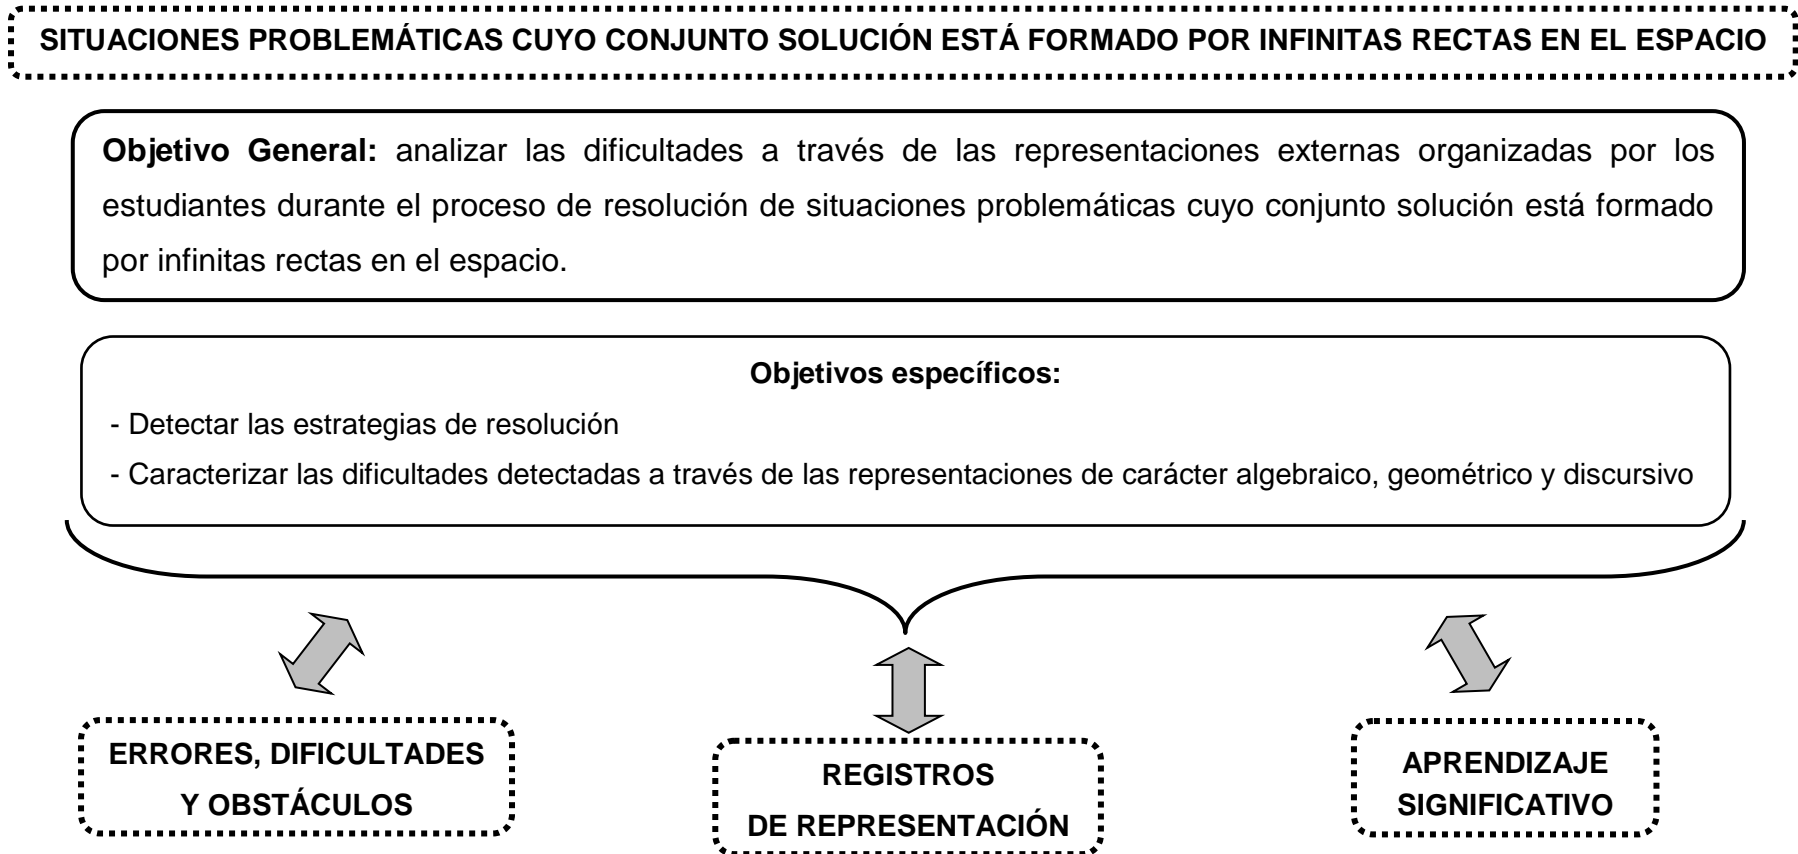 SITUACIONES PROBLEMÁTICAS CUYO CONJUNTO SOLUCIÓN ESTÁ FORMADO POR INFINITAS RECTAS EN EL ESPACIO
Objetivo General: analizar las dificultades a través de las representaciones externas organizadas por los
estudiantes durante el proceso de resolución de situaciones problemáticas cuyo conjunto solución está formado
por infinitas rectas en el espacio.
Objetivos específicos:
- Detectar las estrategias de resolución
- Caracterizar las dificultades detectadas a través de las representaciones de carácter algebraico, geométrico y discursivo
ERRORES, DIFICULTADES
Y OBSTÁCULOS
REGISTROS
DE REPRESENTACIÓN
APRENDIZAJE
SIGNIFICATIVO